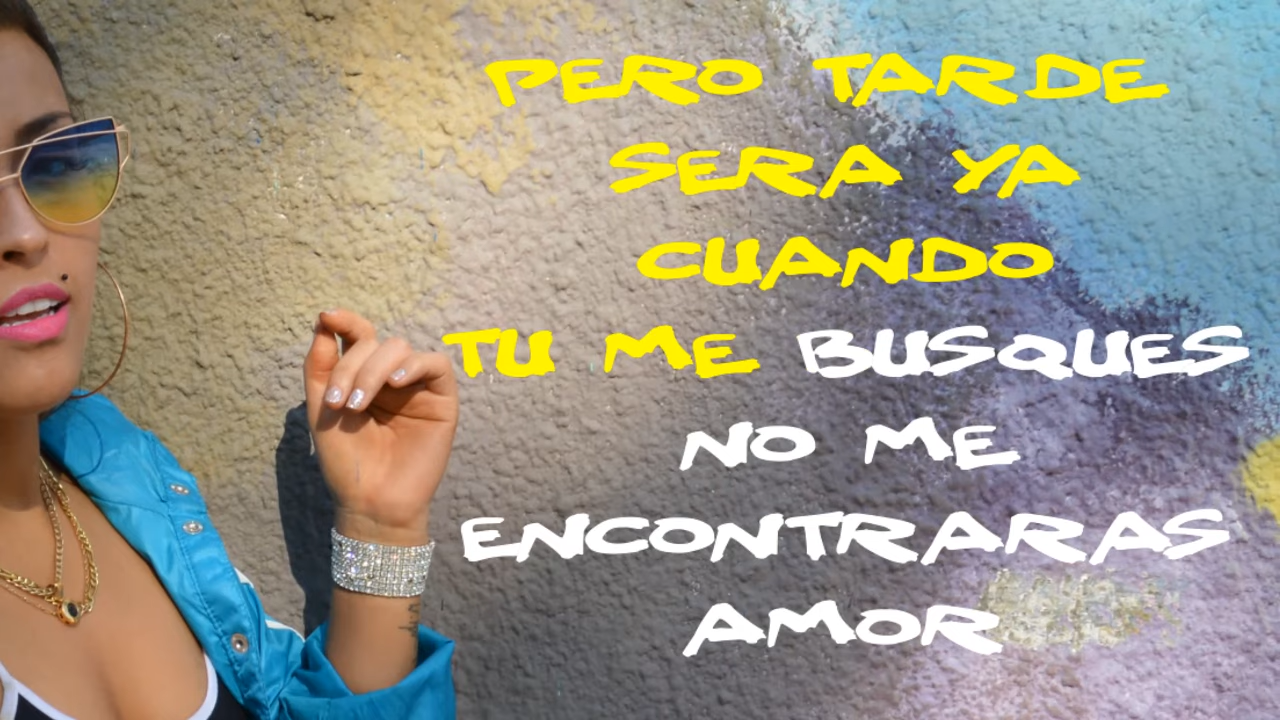 PERO TARDE
SERA YA
CUANDO
TU ME BUSQUES
NO ME
ENCONTRARAS
AMOR